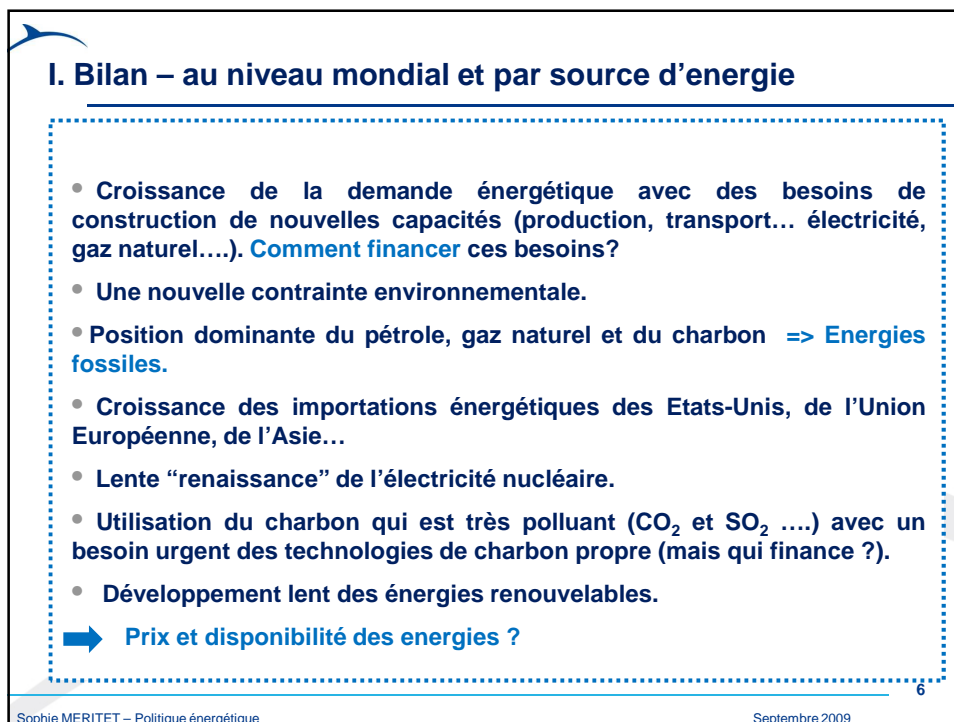 I. Bilan – au niveau mondial et par source d'energie
• Croissance de la demande énergétique avec des besoins de
construction de nouvelles capacités (production, transport… électricité,
gaz naturel….). Comment financer ces besoins?
• Une nouvelle contrainte environnementale.
• Position dominante du pétrole, gaz naturel et du charbon => Energies
fossiles.
• Croissance des importations énergétiques des Etats-Unis, de l'Union
Européenne, de l'Asie…
• Lente “renaissance” de l'électricité nucléaire.
• Utilisation du charbon qui est très polluant (CO₂ et SO₂ ….) avec un
besoin urgent des technologies de charbon propre (mais qui finance ?).
• Développement lent des énergies renouvelables.
Prix et disponibilité des energies ?
6
Sophie MERITET – Politique énergétique Septembre 2009